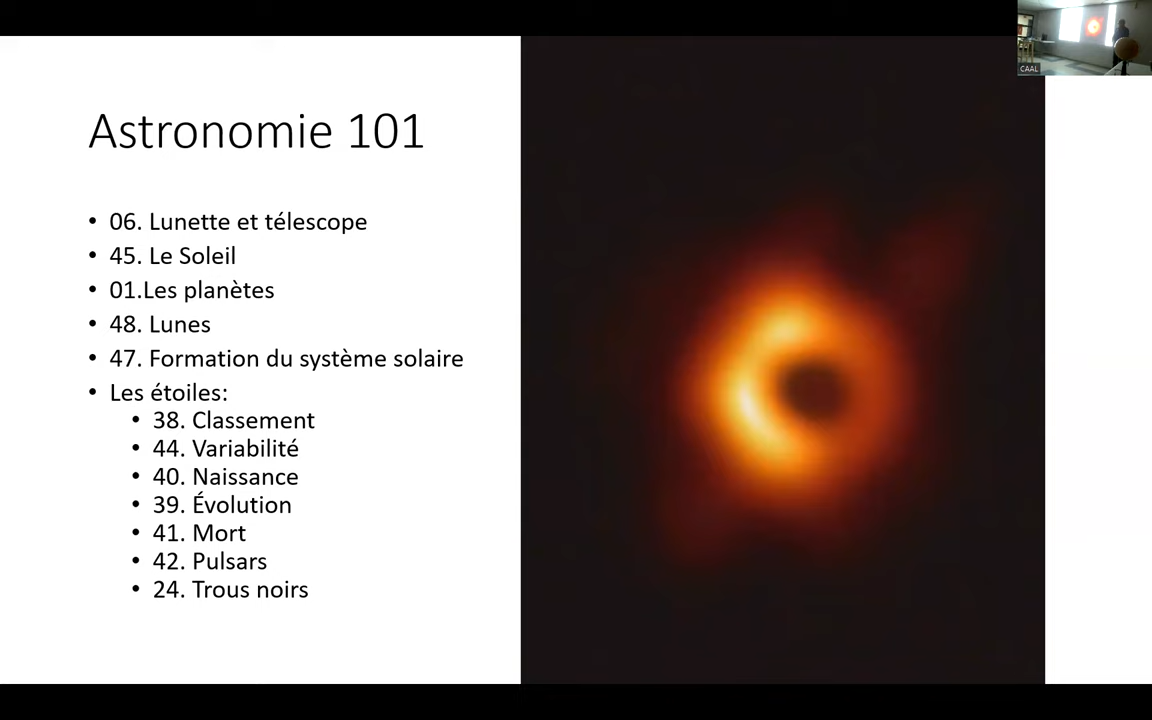 Astronomie 101
• 06. Lunette et télescope
• 45. Le Soleil
• 01.Les planètes
• 48. Lunes
• 47. Formation du système solaire
• Les étoiles:
• 38. Classement
• 44. Variabilité
• 40. Naissance
• 39. Évolution
• 41. Mort
• 42. Pulsars
• 24. Trous noirs
CAAL